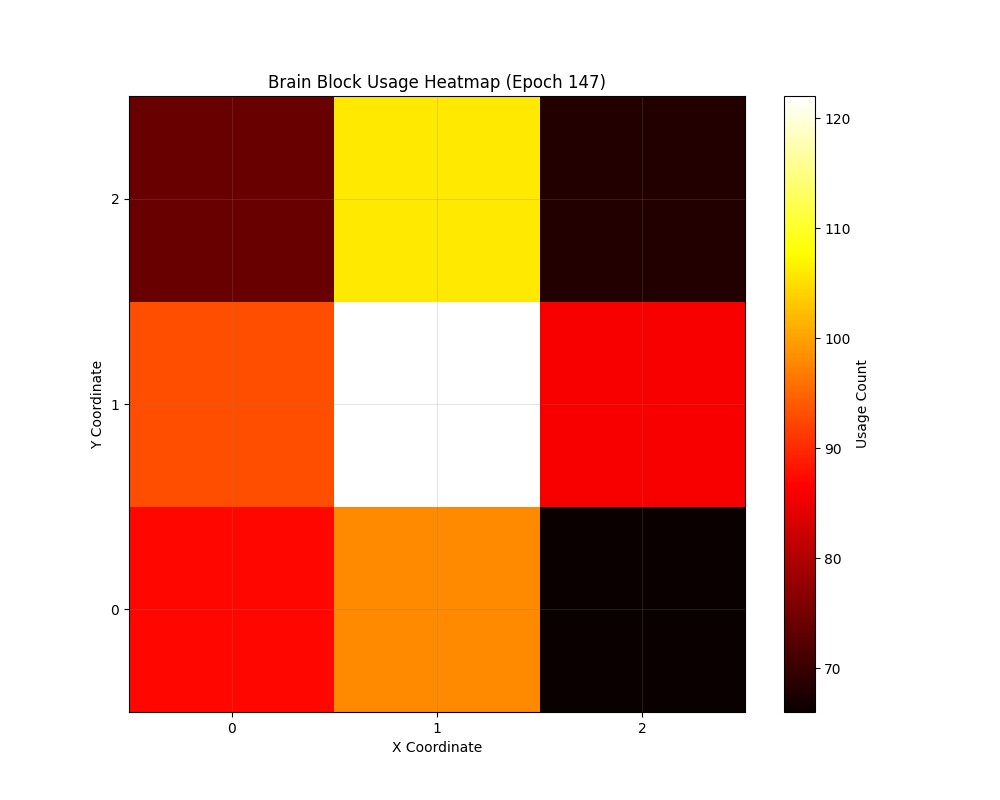 Brain Block Usage Heatmap (Epoch 147)
2
1
0
Y Coordinate
0 1 2
X Coordinate
120
110
100
90
80
70
Usage Count